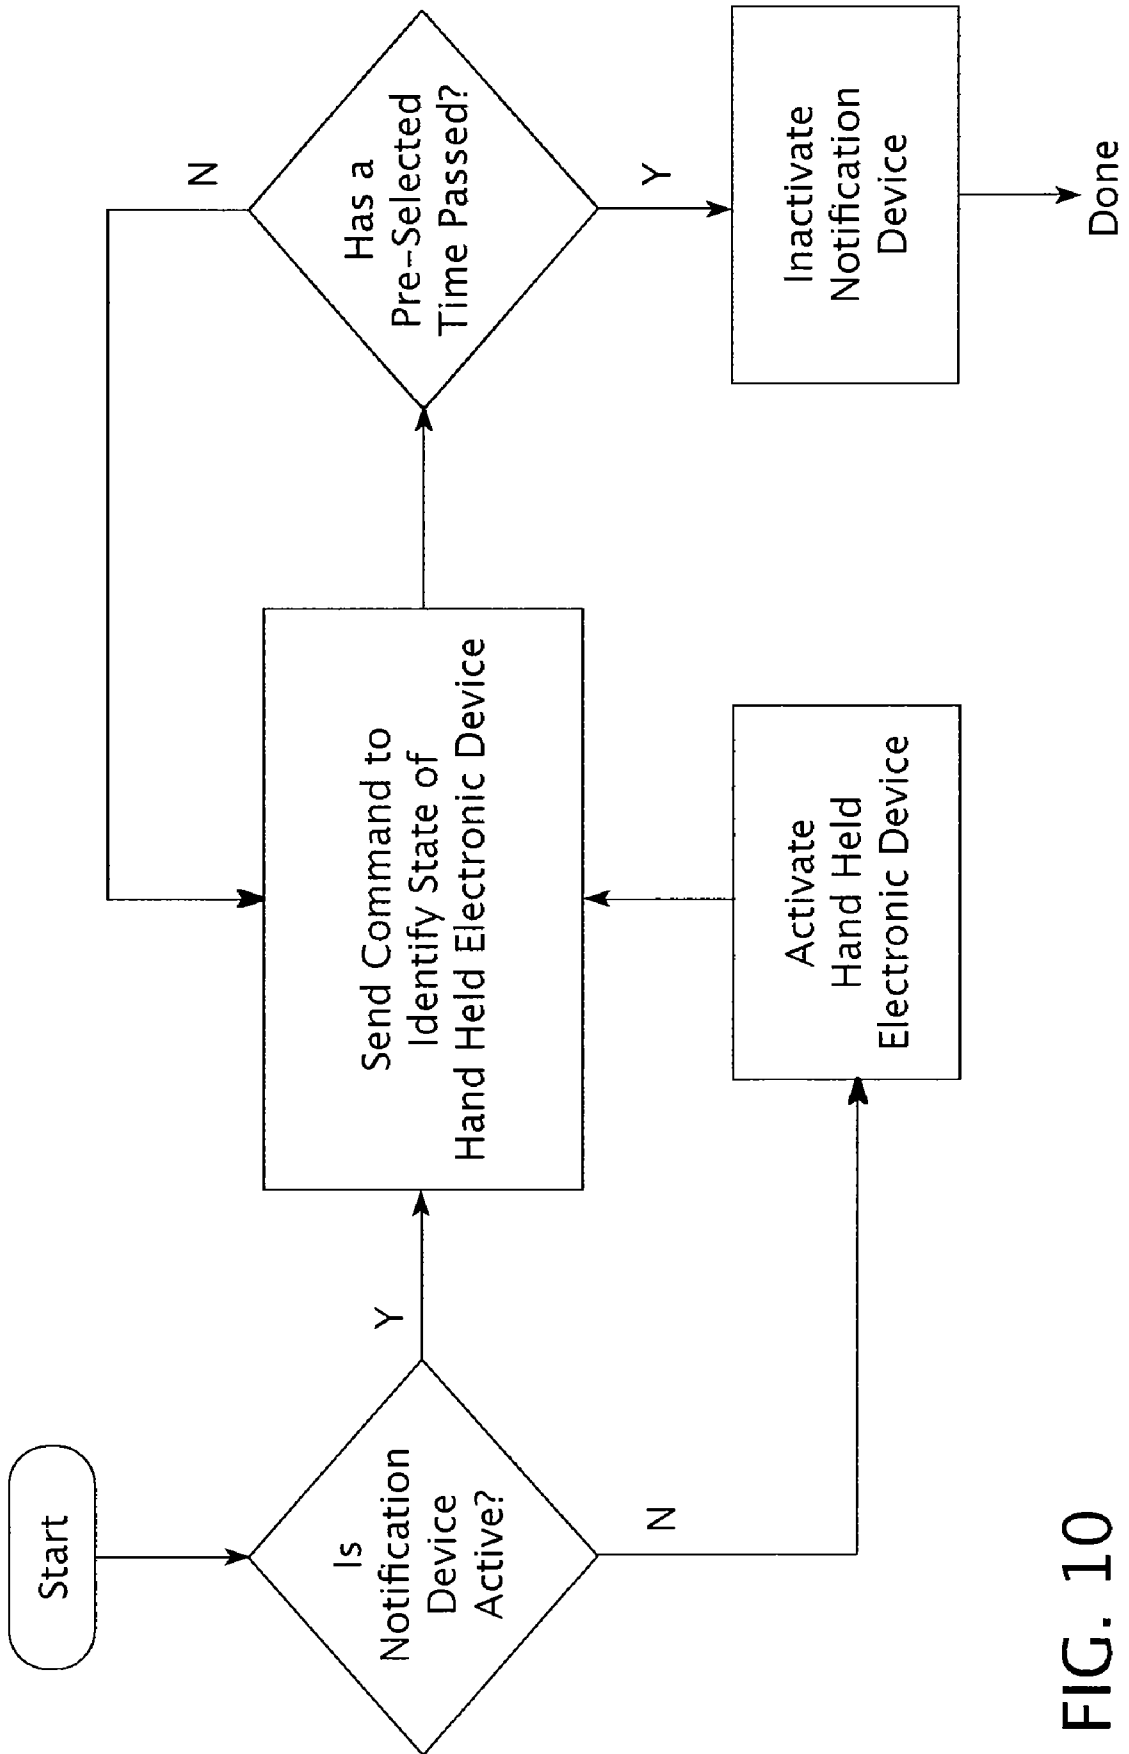 Start
Is
Notification
Device
Active?
Y
N
Send Command to
Identify State of
Hand Held Electronic Device
Activate
Hand Held
Electronic Device
Has a
Pre-Selected
Time Passed?
N
Y
Inactivate
Notification
Device
Done
FIG. 10